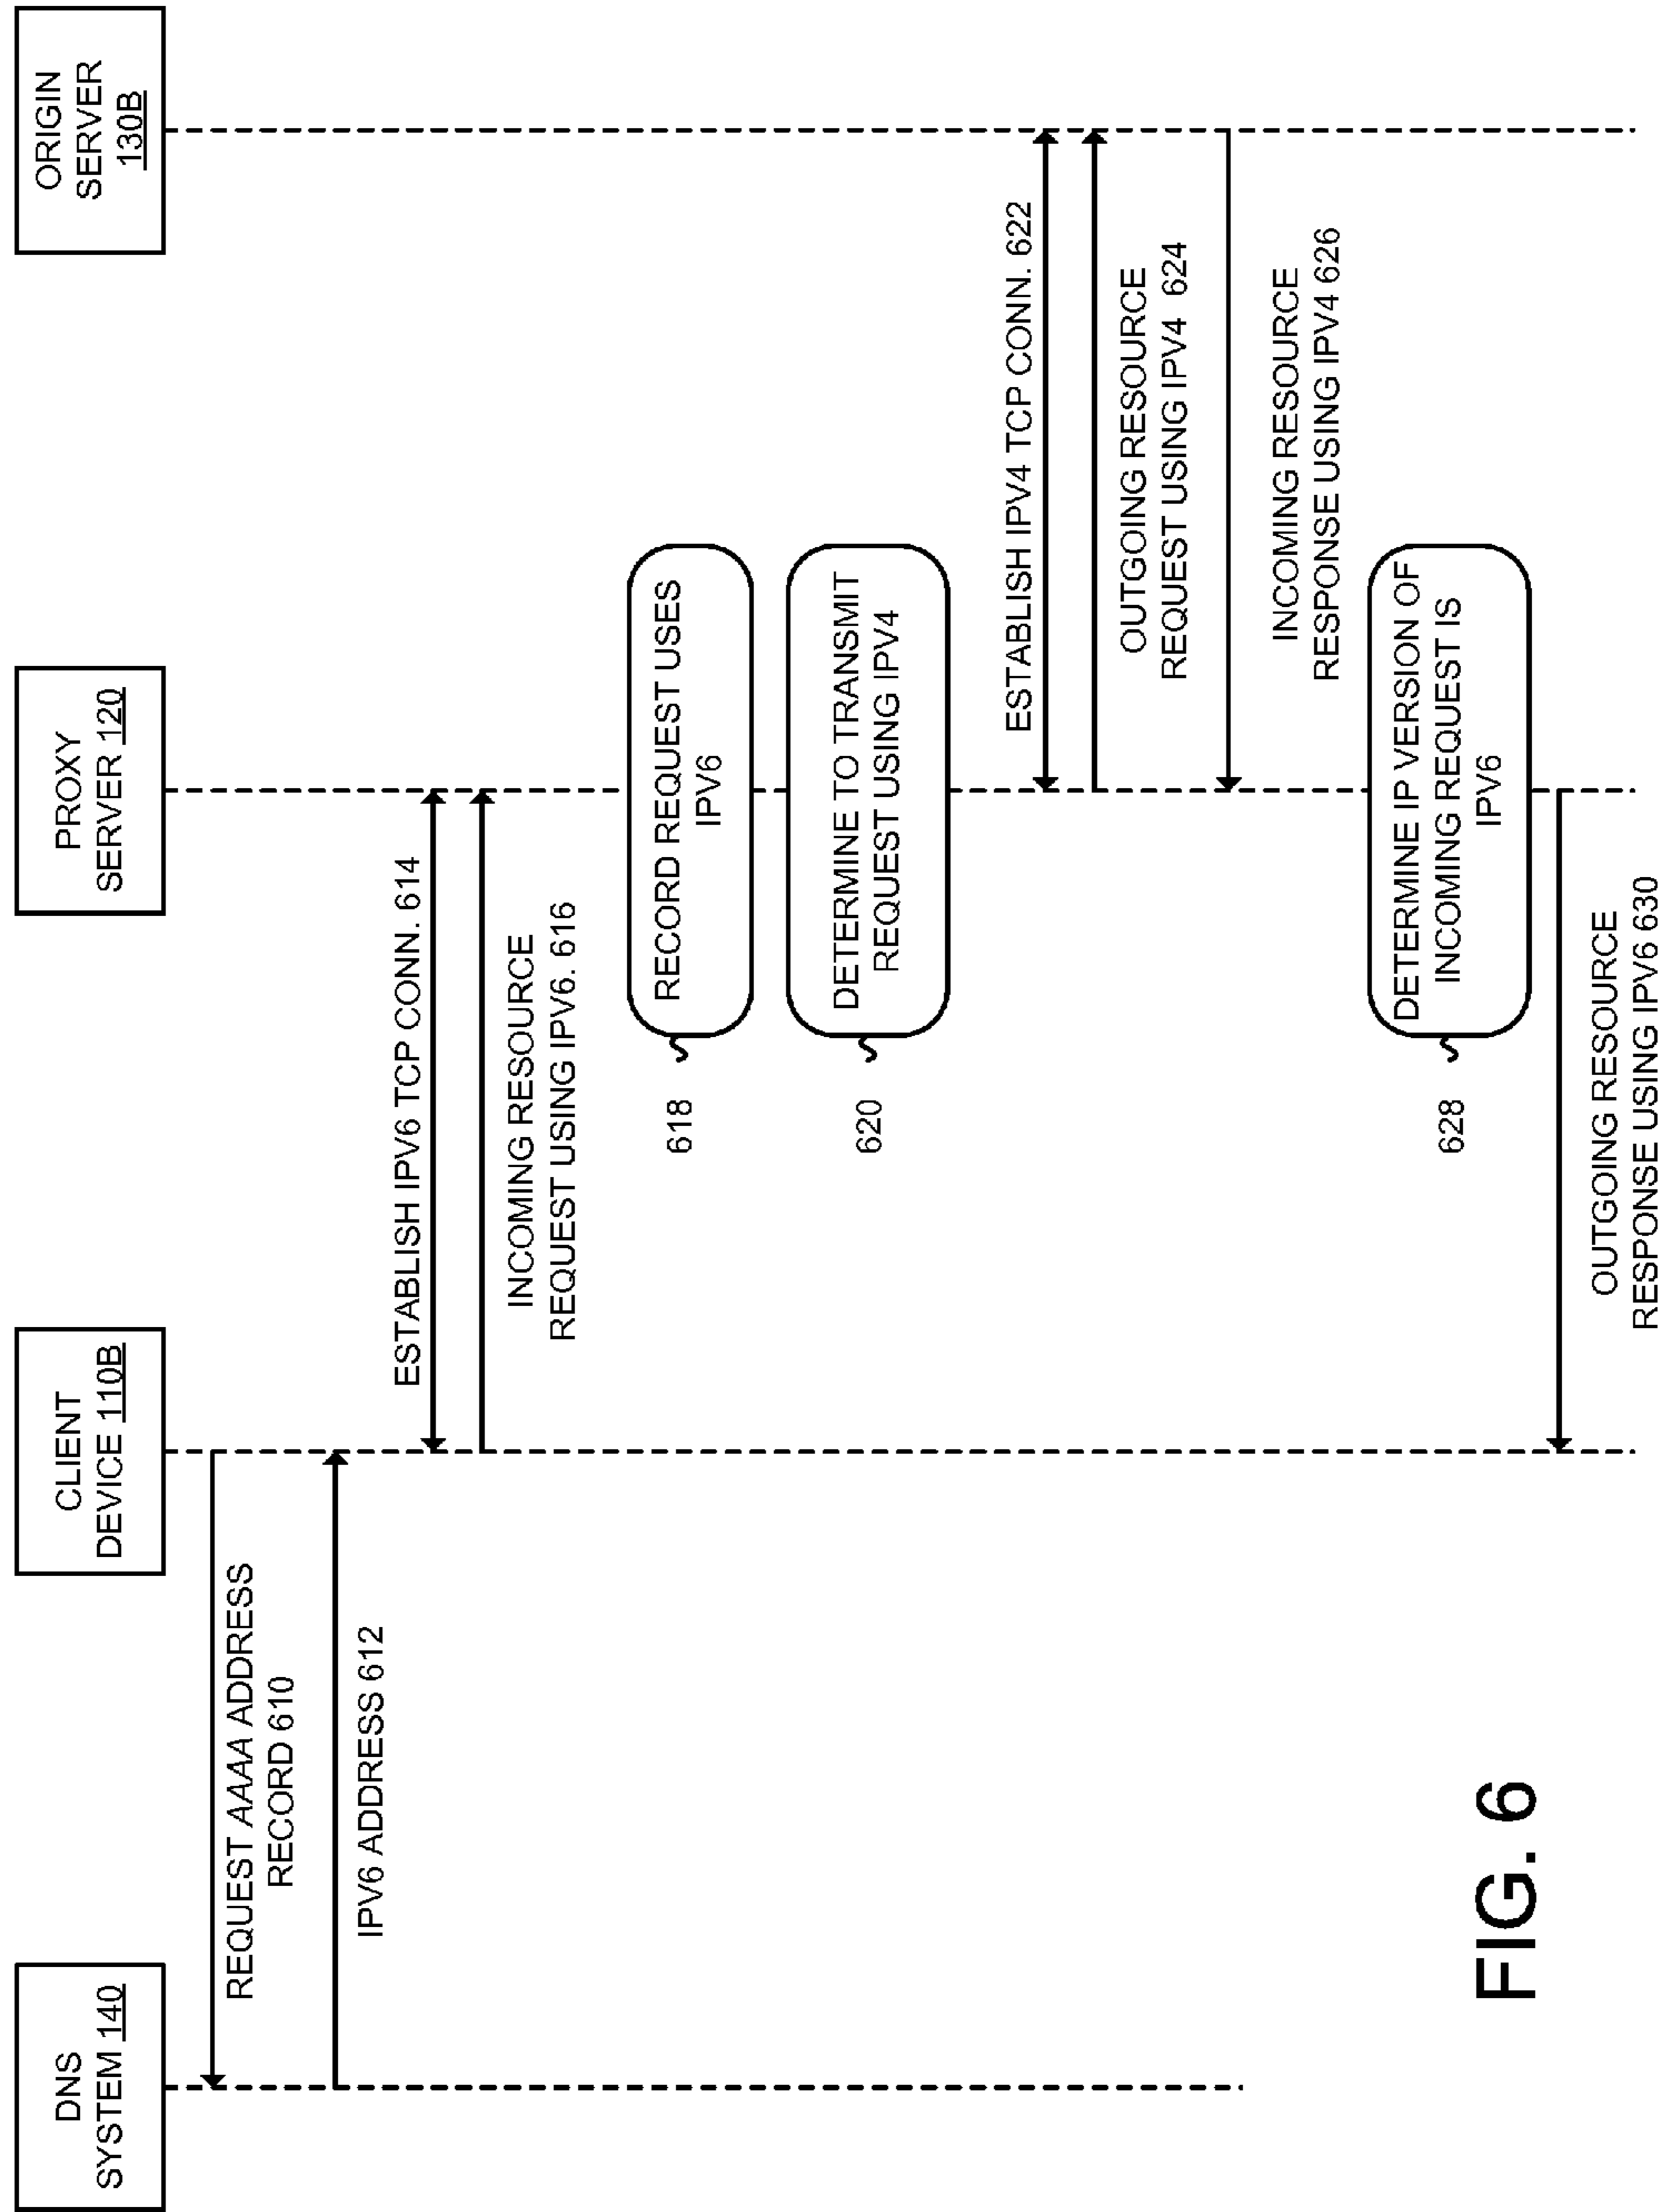 DNS
SYSTEM 140
CLIENT
DEVICE 110B
PROXY
SERVER 120
ORIGIN
SERVER
130B
REQUEST AAAA ADDRESS
RECORD 610
IPV6 ADDRESS 612
ESTABLISH IPV6 TCP CONN. 614
INCOMING RESOURCE
REQUEST USING IPV6. 616
618
RECORD REQUEST USES
IPV6
620
DETERMINE TO TRANSMIT
REQUEST USING IPV4
ESTABLISH IPV4 TCP CONN. 622
OUTGOING RESOURCE
REQUEST USING IPV4 624
INCOMING RESOURCE
RESPONSE USING IPV4 626
628
DETERMINE IP VERSION OF
INCOMING REQUEST IS
IPV6
OUTGOING RESOURCE
RESPONSE USING IPV6 630
FIG. 6